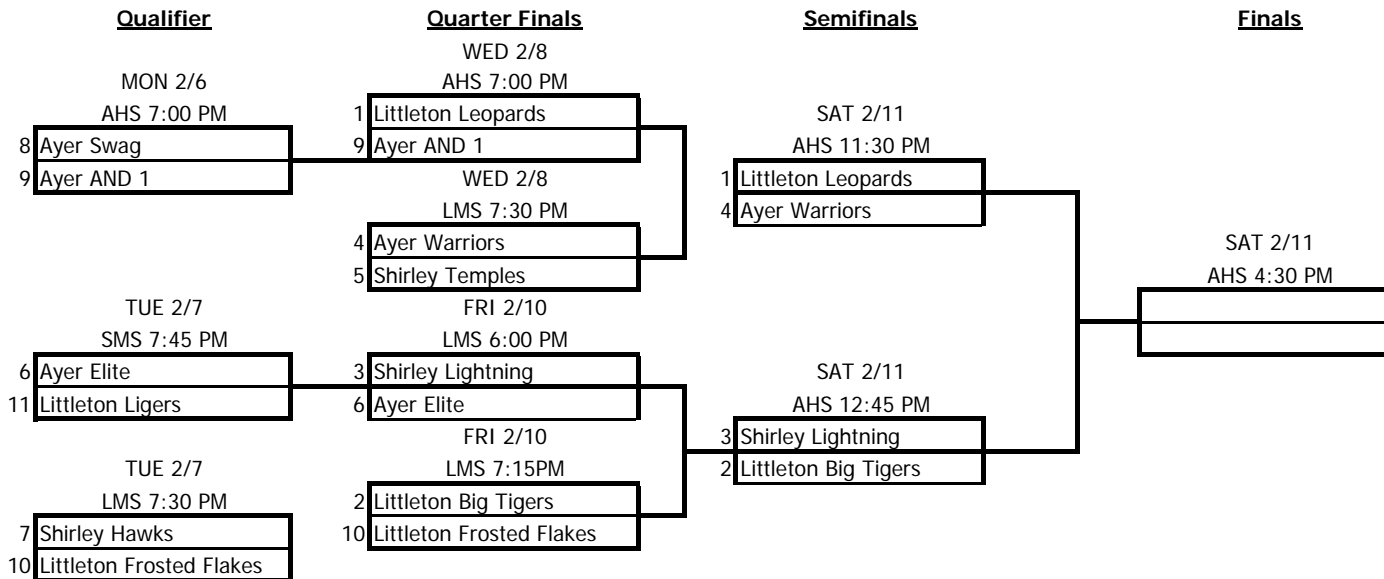 Qualifier
Quarter Finals
Semifinals
Finals
MON 2/6
AHS 7:00 PM
8 Ayer Swag
9 Ayer AND 1
TUE 2/7
SMS 7:45 PM
6 Ayer Elite
11 Littleton Ligers
TUE 2/7
LMS 7:30 PM
7 Shirley Hawks
10 Littleton Frosted Flakes
WED 2/8
AHS 7:00 PM
1 Littleton Leopards
9 Ayer AND 1
WED 2/8
LMS 7:30 PM
4 Ayer Warriors
5 Shirley Temples
FRI 2/10
LMS 6:00 PM
3 Shirley Lightning
6 Ayer Elite
FRI 2/10
LMS 7:15PM
2 Littleton Big Tigers
10 Littleton Frosted Flakes
SAT 2/11
AHS 11:30 PM
1 Littleton Leopards
4 Ayer Warriors
SAT 2/11
AHS 12:45 PM
3 Shirley Lightning
2 Littleton Big Tigers
SAT 2/11
AHS 4:30 PM